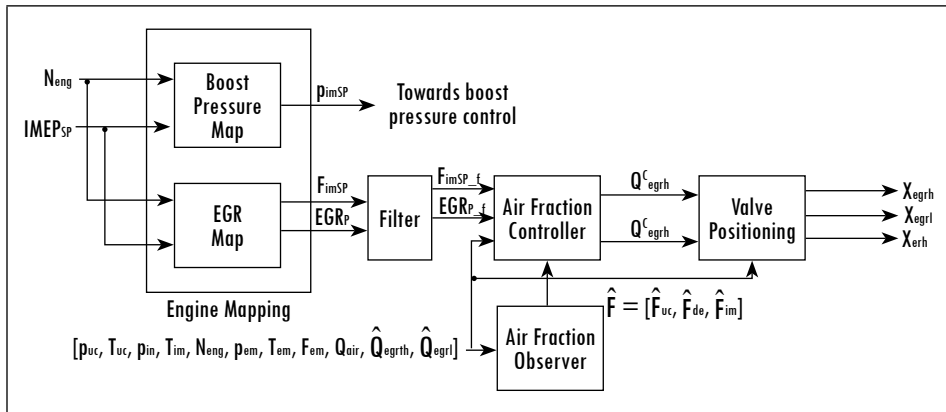 N_eng
IMEP_SP
Boost
Pressure
Map
p_imSP
Towards boost
pressure control
EGR
Map
F_imSP
EGR_P
Engine Mapping
Filter
F_imSP_f
EGR_P_f
Air Fraction
Controller
Q^C_egrh
Q^C_egrh
Valve
Positioning
X_egrh
X_egrl
X_erh
F̂ = [F̂_uc, F̂_de, F̂_im]
[p_uc, T_uc, p_in, T_im, N_eng, p_em, T_em, F_em, Q_air, Q̂_egrth, Q̂_egrl]
Air Fraction
Observer